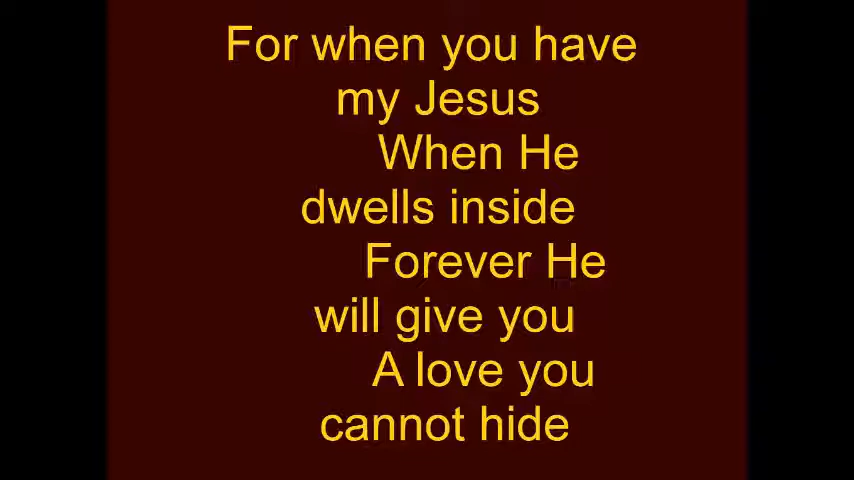 For when you have
my Jesus
When He
dwells inside
Forever He
will give you
A love you
cannot hide